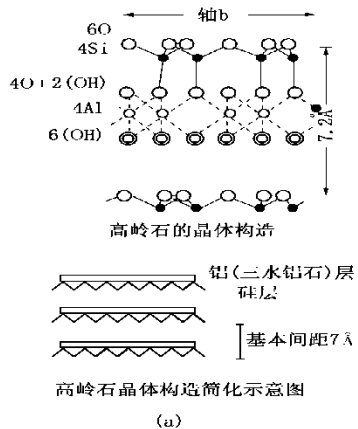 轴b
6O
4Si
4O+2(OH)
4Al
6(OH)
7.2Å
高岭石的晶体构造
铝(三水铝石)层
硅层
基本间距7Å
高岭石晶体构造简化示意图
(a)